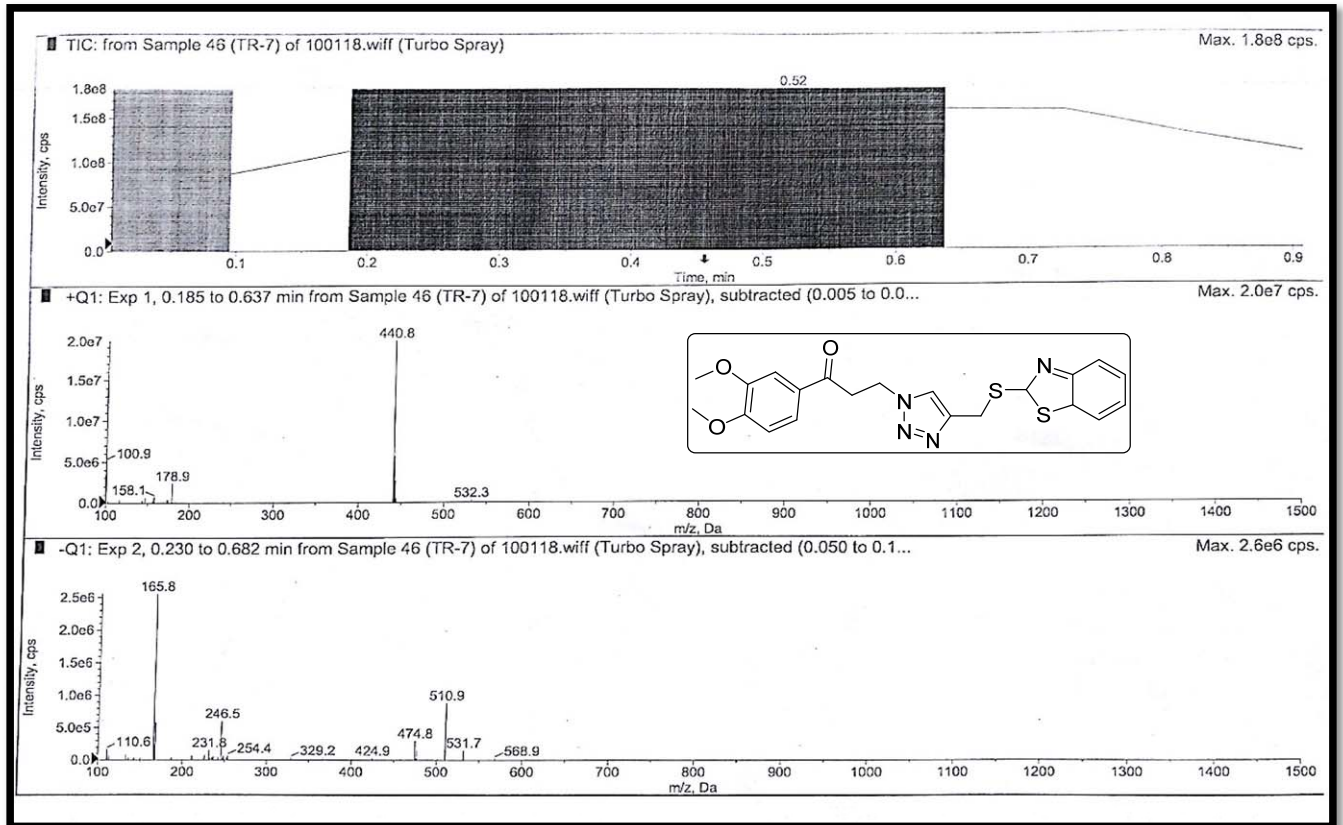 TIC: from Sample 46 (TR-7) of 100118.wiff (Turbo Spray)
Max. 1.8e8 cps.
0.52
1.8e8
1.5e8
1.0e8
5.0e7
0.0
Intensity, cps
0.1 0.2 0.3 0.4 0.5 0.6 0.7 0.8 0.9
Time, min
+Q1: Exp 1, 0.185 to 0.637 min from Sample 46 (TR-7) of 100118.wiff (Turbo Spray), subtracted (0.005 to 0.0...
Max. 2.0e7 cps.
440.8
2.0e7
1.5e7
1.0e7
5.0e6
0.0
Intensity, cps
100.9
158.1
178.9
532.3
O
O
O
N
N=N
S
N
S
100 200 300 400 500 600 700 800 900 1000 1100 1200 1300 1400 1500
m/z, Da
-Q1: Exp 2, 0.230 to 0.682 min from Sample 46 (TR-7) of 100118.wiff (Turbo Spray), subtracted (0.050 to 0.1...
Max. 2.6e6 cps.
165.8
2.5e6
2.0e6
1.5e6
1.0e6
5.0e5
0.0
Intensity, cps
110.6
231.8
246.5
254.4
329.2
424.9
474.8
510.9
531.7
568.9
100 200 300 400 500 600 700 800 900 1000 1100 1200 1300 1400 1500
m/z, Da